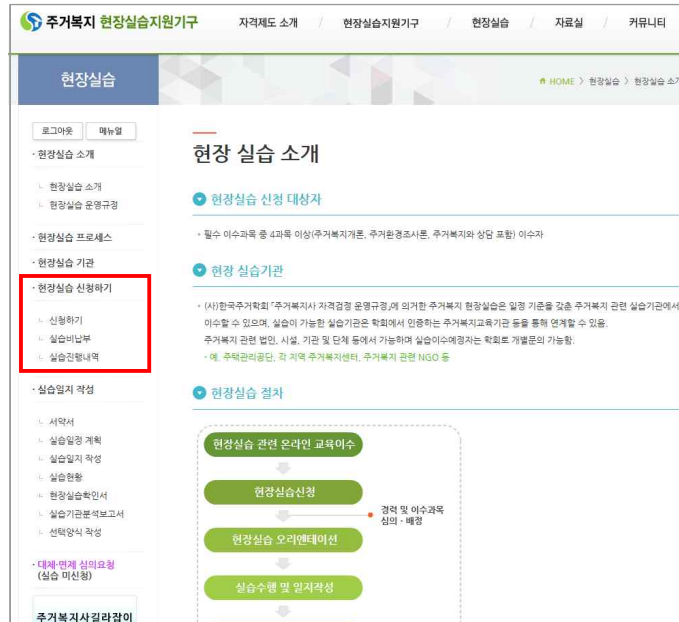 주거복지 현장실습지원기구
자격제도 소개 / 현장실습지원기구 / 현장실습 / 자료실 / 커뮤니티
현장실습
HOME > 현장실습 > 현장실습 소개
로그아웃 메뉴얼
· 현장실습 소개
현장실습 소개
현장실습 운영규정
· 현장실습 프로세스
· 현장실습 기관
· 현장실습 신청하기
신청하기
실습비납부
실습진행내역
· 실습일지 작성
서약서
실습일정 계획
실습일지 작성
실습현황
현장실습확인서
실습기관분석보고서
선택양식 작성
· 대체·면제 심의요청
(실습 미신청)
주거복지사길라잡이
현장 실습 소개
현장실습 신청 대상자
· 필수 이수과목 중 4과목 이상(주거복지개론, 주거환경조사론, 주거복지와 상담 포함) 이수자
현장 실습기관
· (사)한국주거학회 「주거복지사 자격검정 운영규정」에 의거한 주거복지 현장실습은 일정 기준을 갖춘 주거복지 관련 실습기관에서
이수할 수 있으며, 실습이 가능한 실습기관은 학회에서 인증하는 주거복지교육기관 등을 통해 연계할 수 있음.
주거복지 관련 법인, 시설, 기관 및 단체 등에서 가능하며 실습이수예정자는 학회로 개별문의 가능함.
· 예. 주택관리공단, 각 지역 주거복지센터, 주거복지 관련 NGO 등
현장실습 절차
현장실습 관련 온라인 교육이수
현장실습신청
경력 및 이수과목
심의 · 배정
현장실습 오리엔테이션
실습수행 및 일지작성